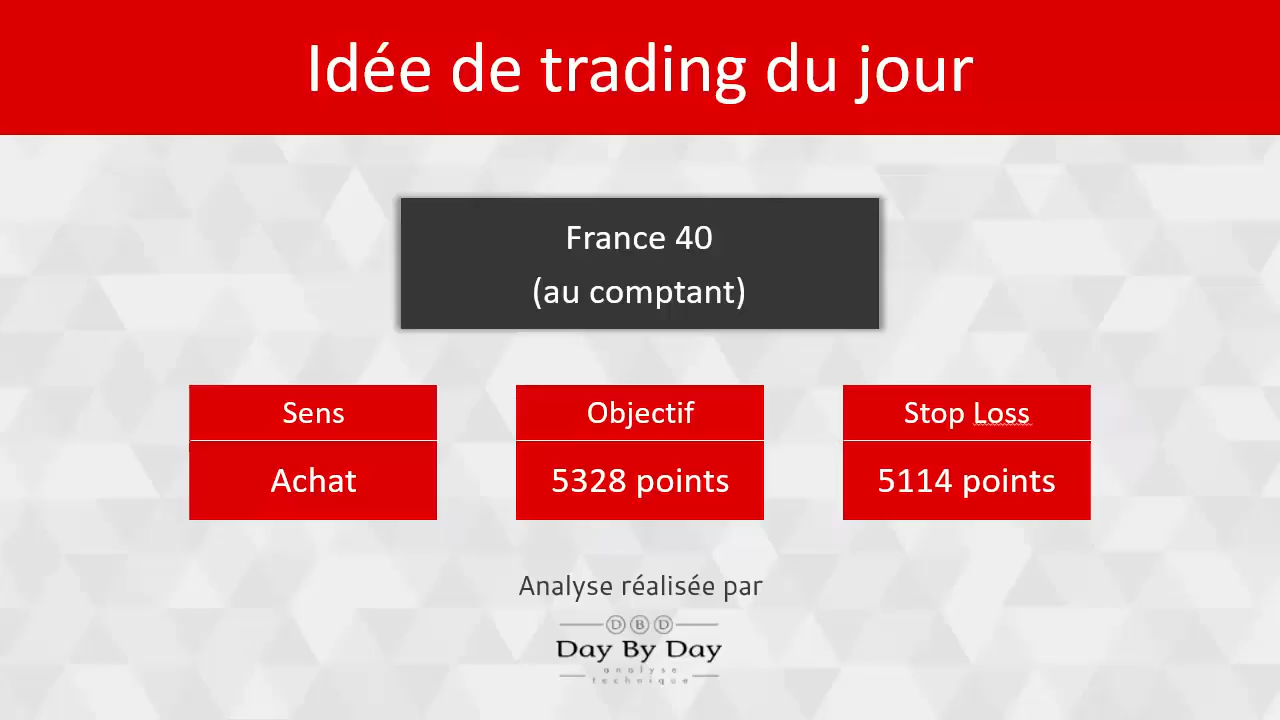 Idée de trading du jour
France 40
(au comptant)
Sens
Objectif
Stop Loss
Achat
5328 points
5114 points
Analyse réalisée par
D B D
Day By Day
analyse
technique